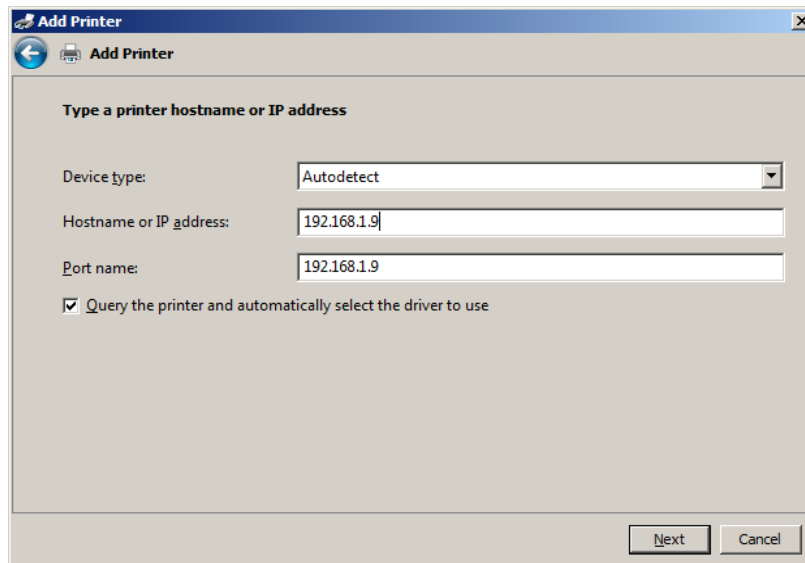 Add Printer
Add Printer
Type a printer hostname or IP address
Device type: Autodetect
Hostname or IP address: 192.168.1.9
Port name: 192.168.1.9
Query the printer and automatically select the driver to use
Next Cancel